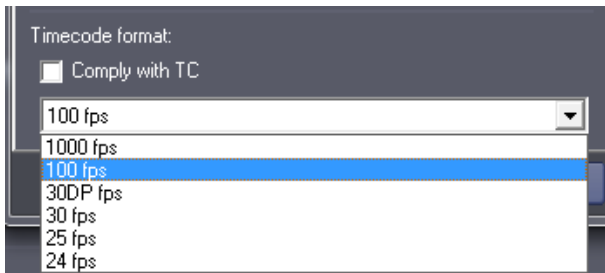 Timecode format:
Comply with TC
100 fps
1000 fps
100 fps
30DP fps
30 fps
25 fps
24 fps